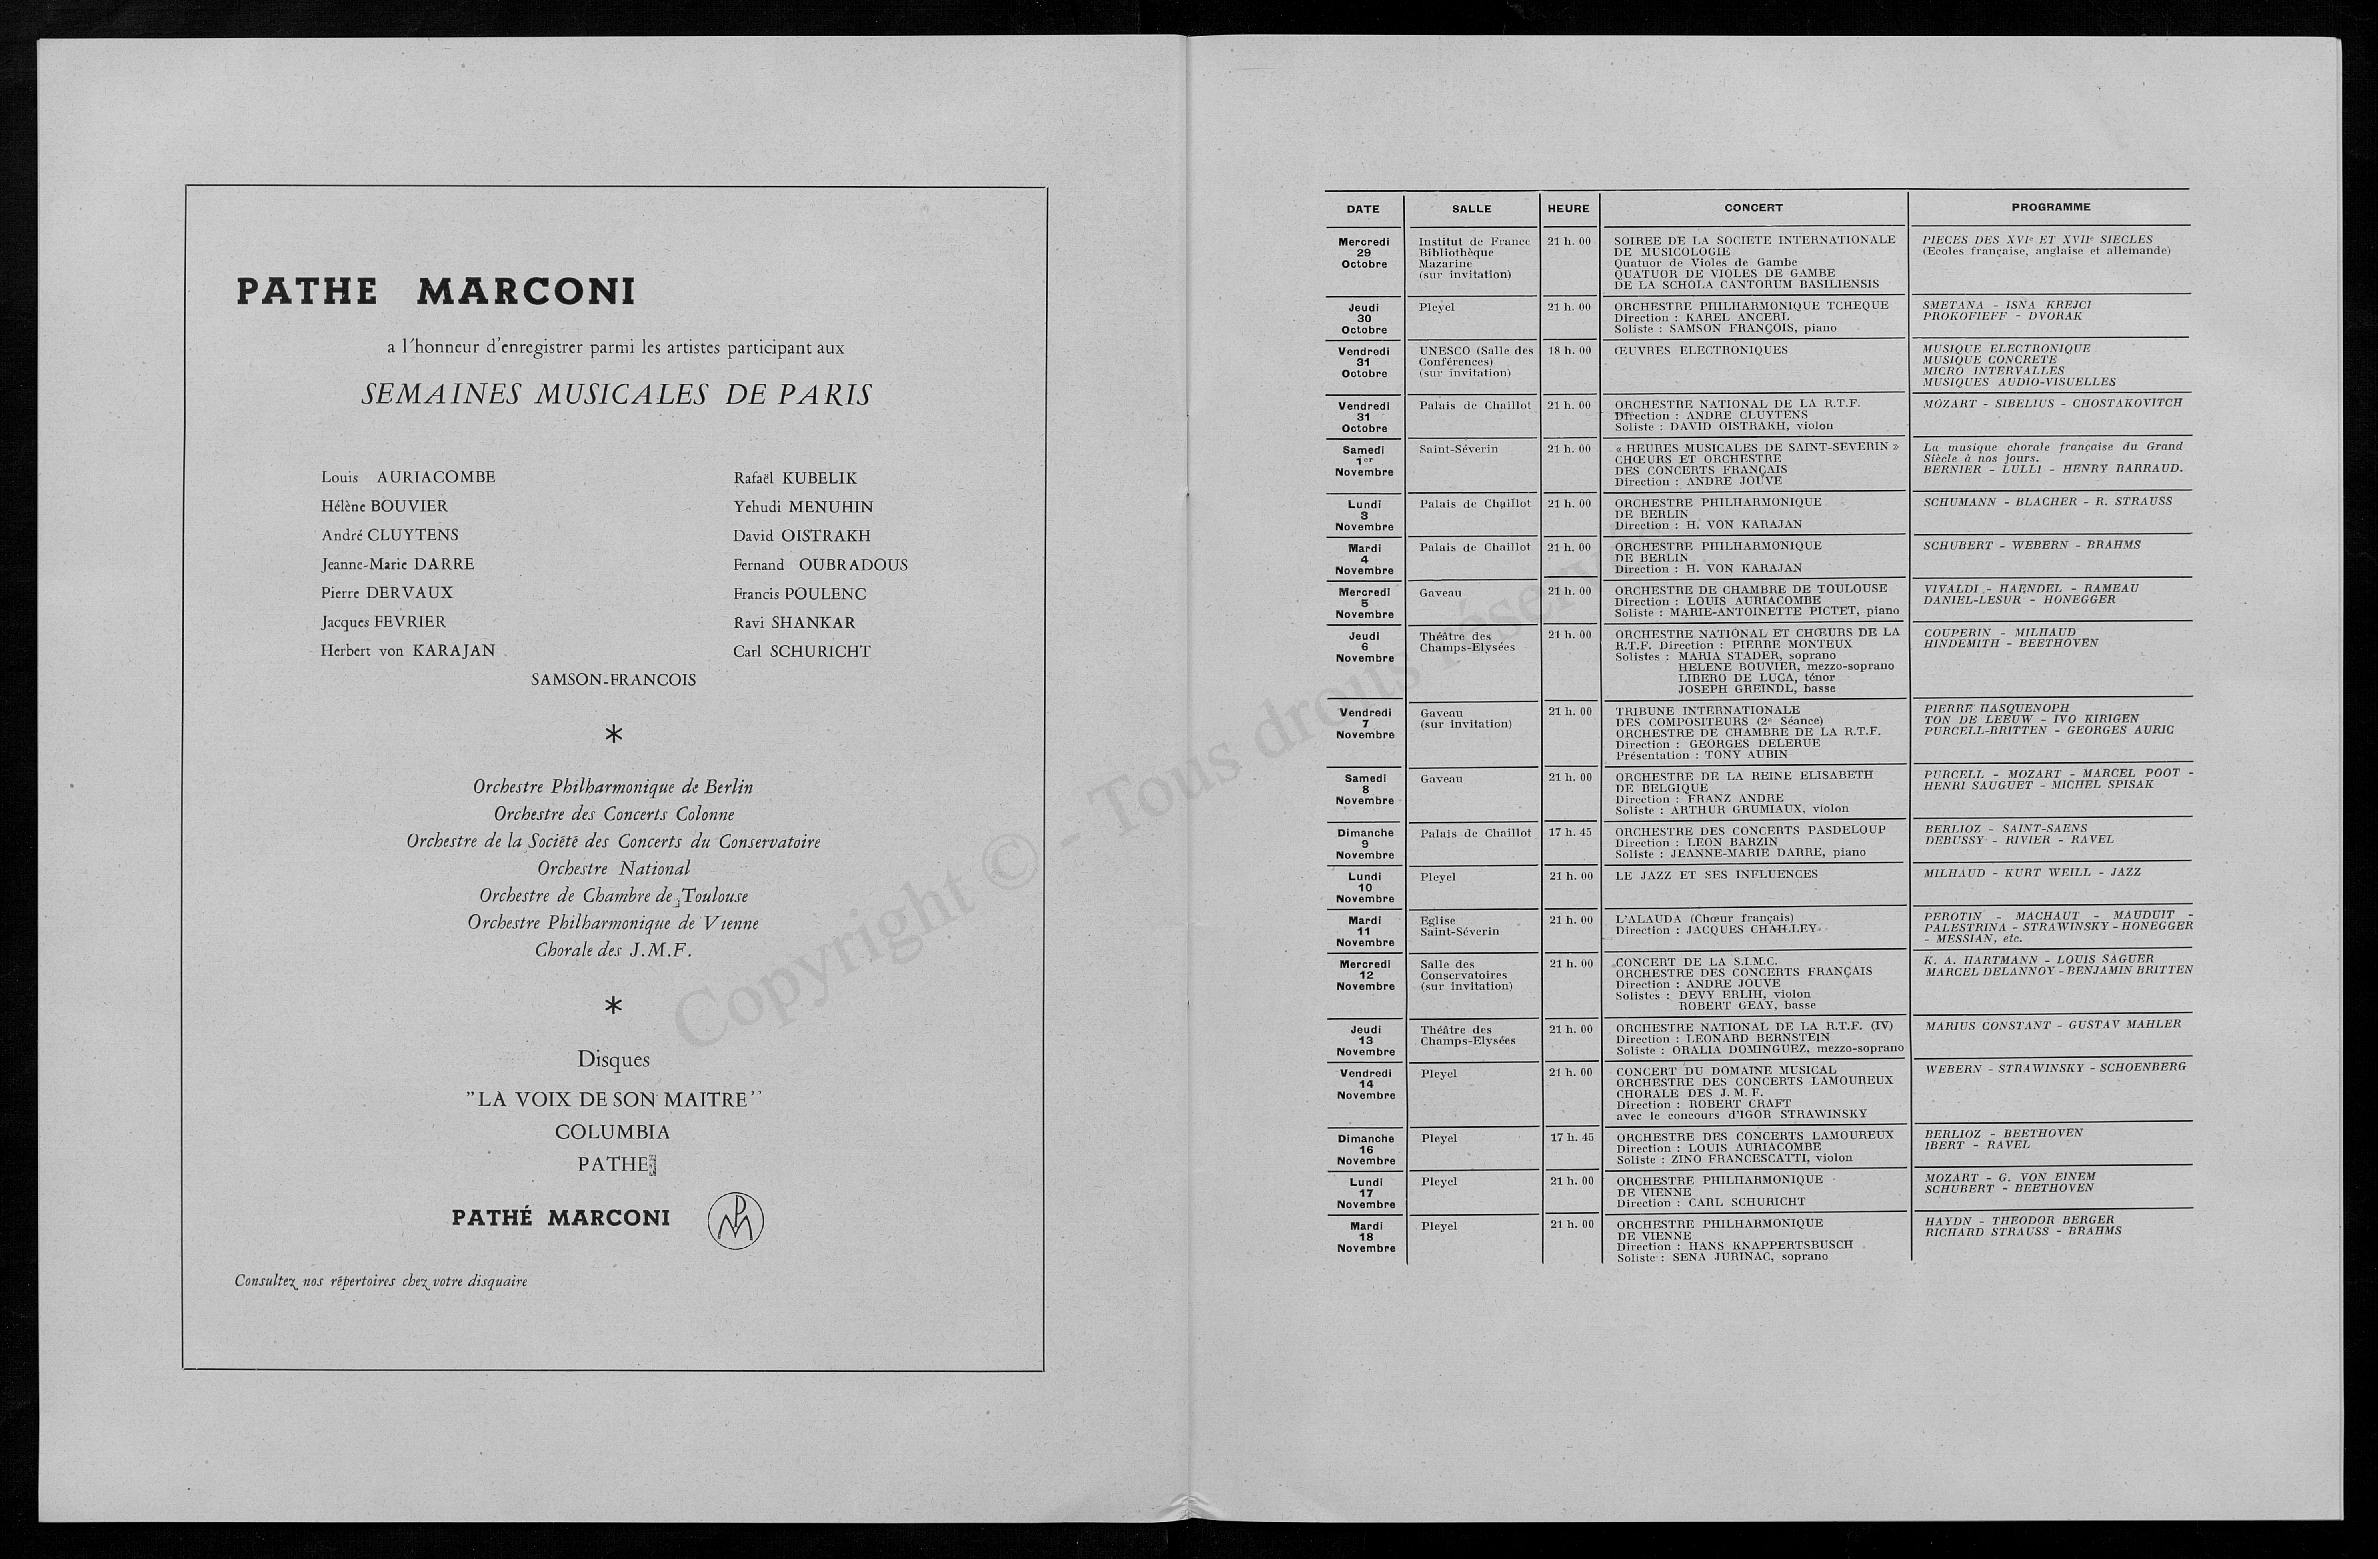 PATHE MARCONI
a l'honneur d'enregistrer parmi les artistes participant aux
SEMAINES MUSICALES DE PARIS
Louis AURIACOMBE
Hélène BOUVIER
André CLUYTENS
Jeanne-Marie DARRE
Pierre DERVAUX
Jacques FEVRIER
Herbert von KARAJAN
Rafaël KUBELIK
Yehudi MENUHIN
David OISTRAKH
Fernand OUBRADOUS
Francis POULENC
Ravi SHANKAR
Carl SCHURICHT
SAMSON-FRANCOIS
*
Orchestre Philharmonique de Berlin
Orchestre des Concerts Colonne
Orchestre de la Société des Concerts du Conservatoire
Orchestre National
Orchestre de Chambre de Toulouse
Orchestre Philharmonique de Vienne
Chorale des J.M.F.
*
Disques
"LA VOIX DE SON MAITRE"
COLUMBIA
PATHE
PATHÉ MARCONI
Consultez nos répertoires chez votre disquaire
DATE SALLE HEURE CONCERT PROGRAMME
Mercredi
29
Octobre
Institut de France
Bibliothèque
Mazarine
(sur invitation)
21 h. 00
SOIREE DE LA SOCIETE INTERNATIONALE
DE MUSICOLOGIE
Quatuor de Violes de Gambe
QUATUOR DE VIOLES DE GAMBE
DE LA SCHOLA CANTORUM BASILIENSIS
PIECES DES XVIe ET XVIIe SIECLES
(Ecoles française, anglaise et allemande)
Jeudi
30
Octobre
Pleyel
21 h. 00
ORCHESTRE PHILHARMONIQUE TCHEQUE
Direction : KAREL ANCERL
Soliste : SAMSON FRANÇOIS, piano
SMETANA - ISNA KREJCI
PROKOFIEFF - DVORAK
Vendredi
31
Octobre
UNESCO (Salle des
Conférences)
(sur invitation)
18 h. 00
ŒUVRES ELECTRONIQUES
MUSIQUE ELECTRONIQUE
MUSIQUE CONCRETE
MICRO INTERVALLES
MUSIQUES AUDIO-VISUELLES
Vendredi
31
Octobre
Palais de Chaillot
21 h. 00
ORCHESTRE NATIONAL DE LA R.T.F.
Direction : ANDRE CLUYTENS
Soliste : DAVID OISTRAKH, violon
MOZART - SIBELIUS - CHOSTAKOVITCH
Samedi
1er
Novembre
Saint-Séverin
21 h. 00
« HEURES MUSICALES DE SAINT-SEVERIN »
CHŒURS ET ORCHESTRE
DES CONCERTS FRANÇAIS
Direction : ANDRE JOUVE
La musique chorale française du Grand
Siècle à nos jours.
BERNIER - LULLI - HENRY BARRAUD.
Lundi
3
Novembre
Palais de Chaillot
21 h. 00
ORCHESTRE PHILHARMONIQUE
DE BERLIN
Direction : H. VON KARAJAN
SCHUMANN - BLACHER - R. STRAUSS
Mardi
4
Novembre
Palais de Chaillot
21 h. 00
ORCHESTRE PHILHARMONIQUE
DE BERLIN
Direction : H. VON KARAJAN
SCHUBERT - WEBERN - BRAHMS
Mercredi
5
Novembre
Gaveau
21 h. 00
ORCHESTRE DE CHAMBRE DE TOULOUSE
Direction : LOUIS AURIACOMBE
Soliste : MARIE-ANTOINETTE PICTET, piano
VIVALDI - HAENDEL - RAMEAU
DANIEL-LESUR - HONEGGER
Jeudi
6
Novembre
Théâtre des
Champs-Elysées
21 h. 00
ORCHESTRE NATIONAL ET CHŒURS DE LA
R.T.F. Direction : PIERRE MONTEUX
Solistes : MARIA STADER, soprano
HELENE BOUVIER, mezzo-soprano
LIBERO DE LUCA, ténor
JOSEPH GREINDL, basse
COUPERIN - MILHAUD
HINDEMITH - BEETHOVEN
Vendredi
7
Novembre
Gaveau
(sur invitation)
21 h. 00
TRIBUNE INTERNATIONALE
DES COMPOSITEURS (2e Séance)
ORCHESTRE DE CHAMBRE DE LA R.T.F.
Direction : GEORGES DELERUE
Présentation : TONY AUBIN
PIERRE HASQUENOPH
TON DE LEEUW - IVO KIRIGEN
PURCELL-BRITTEN - GEORGES AURIC
Samedi
8
Novembre
Gaveau
21 h. 00
ORCHESTRE DE LA REINE ELISABETH
DE BELGIQUE
Direction : FRANZ ANDRE
Soliste : ARTHUR GRUMIAUX, violon
PURCELL - MOZART - MARCEL POOT -
HENRI SAUGUET - MICHEL SPISAK
Dimanche
9
Novembre
Palais de Chaillot
17 h. 45
ORCHESTRE DES CONCERTS PASDELOUP
Direction : LEON BARZIN
Soliste : JEANNE-MARIE DARRE, piano
BERLIOZ - SAINT-SAENS
DEBUSSY - RIVIER - RAVEL
Lundi
10
Novembre
Pleyel
21 h. 00
LE JAZZ ET SES INFLUENCES
MILHAUD - KURT WEILL - JAZZ
Mardi
11
Novembre
Eglise
Saint-Séverin
21 h. 00
L'ALAUDA (Chœur français)
Direction : JACQUES CHAILLEY
PEROTIN - MACHAUT - MAUDUIT -
PALESTRINA - STRAWINSKY - HONEGGER
- MESSIAN, etc.
Mercredi
12
Novembre
Salle des
Conservatoires
(sur invitation)
21 h. 00
CONCERT DE LA S.I.M.C.
ORCHESTRE DES CONCERTS FRANÇAIS
Direction : ANDRE JOUVE
Solistes : DEVY ERLIH, violon
ROBERT GEAY, basse
K. A. HARTMANN - LOUIS SAGUER
MARCEL DELANNOY - BENJAMIN BRITTEN
Jeudi
13
Novembre
Théâtre des
Champs-Elysées
21 h. 00
ORCHESTRE NATIONAL DE LA R.T.F. (IV)
Direction : LEONARD BERNSTEIN
Soliste : ORALIA DOMINGUEZ, mezzo-soprano
MARIUS CONSTANT - GUSTAV MAHLER
Vendredi
14
Novembre
Pleyel
21 h. 00
CONCERT DU DOMAINE MUSICAL
ORCHESTRE DES CONCERTS LAMOUREUX
CHORALE DES J. M. F.
Direction : ROBERT CRAFT
avec le concours d'IGOR STRAWINSKY
WEBERN - STRAWINSKY - SCHOENBERG
Dimanche
16
Novembre
Pleyel
17 h. 45
ORCHESTRE DES CONCERTS LAMOUREUX
Direction : LOUIS AURIACOMBE
Soliste : ZINO FRANCESCATTI, violon
BERLIOZ - BEETHOVEN
IBERT - RAVEL
Lundi
17
Novembre
Pleyel
21 h. 00
ORCHESTRE PHILHARMONIQUE
DE VIENNE
Direction : CARL SCHURICHT
MOZART - G. VON EINEM
SCHUBERT - BEETHOVEN
Mardi
18
Novembre
Pleyel
21 h. 00
ORCHESTRE PHILHARMONIQUE
DE VIENNE
Direction : HANS KNAPPERTSBUSCH
Soliste : SENA JURINAC, soprano
HAYDN - THEODOR BERGER
RICHARD STRAUSS - BRAHMS
Copyright © - Tous droits réservés